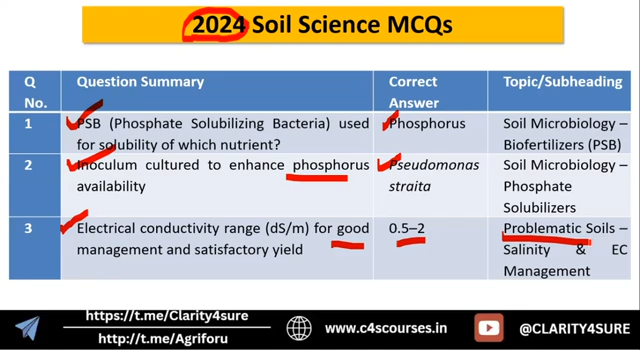 2024 Soil Science MCQs
Q No. Question Summary Correct Answer Topic/Subheading
1 PSB (Phosphate Solubilizing Bacteria) used for solubility of which nutrient? Phosphorus Soil Microbiology – Biofertilizers (PSB)
2 Inoculum cultured to enhance phosphorus availability Pseudomonas straita Soil Microbiology – Phosphate Solubilizers
3 Electrical conductivity range (dS/m) for good management and satisfactory yield 0.5–2 Problematic Soils – Salinity & EC Management
https://t.me/Clarity4sure
http://t.me/Agriforu
www.c4scourses.in
@CLARITY4SURE